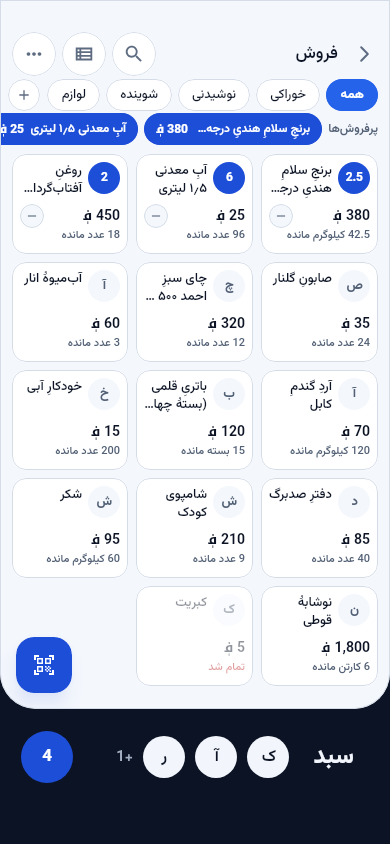 فروش
همه
خوراکی
نوشیدنی
شوینده
لوازم
+
پرفروش‌ها
برنجِ سلامِ هندیِ درجه... 380 ؋
آبِ معدنی ۱٫۵ لیتری 25 ؋
2.5
برنجِ سلامِ
هندیِ درج...
380 ؋
42.5 کیلوگرم مانده
6
آبِ معدنی
۱٫۵ لیتری
25 ؋
96 عدد مانده
2
روغنِ
آفتاب‌گردا...
450 ؋
18 عدد مانده
ص
صابونِ گلنار
35 ؋
24 عدد مانده
چ
چای سبزِ
احمد ۵۰۰ ...
320 ؋
12 عدد مانده
آ
آب‌میوهٔ انار
60 ؋
3 عدد مانده
آ
آردِ گندمِ
کابل
70 ؋
120 کیلوگرم مانده
ب
باتریِ قلمی
(بستهٔ چها...
120 ؋
15 بسته مانده
خ
خودکارِ آبی
15 ؋
200 عدد مانده
د
دفترِ صدبرگ
85 ؋
40 عدد مانده
ش
شامپوی
کودک
210 ؋
9 عدد مانده
ش
شکر
95 ؋
60 کیلوگرم مانده
ن
نوشابهٔ
قوطی
1,800 ؋
6 کارتن مانده
ک
کبریت
5 ؋
تمام شد
سبد
ک
آ
ر
+1
4